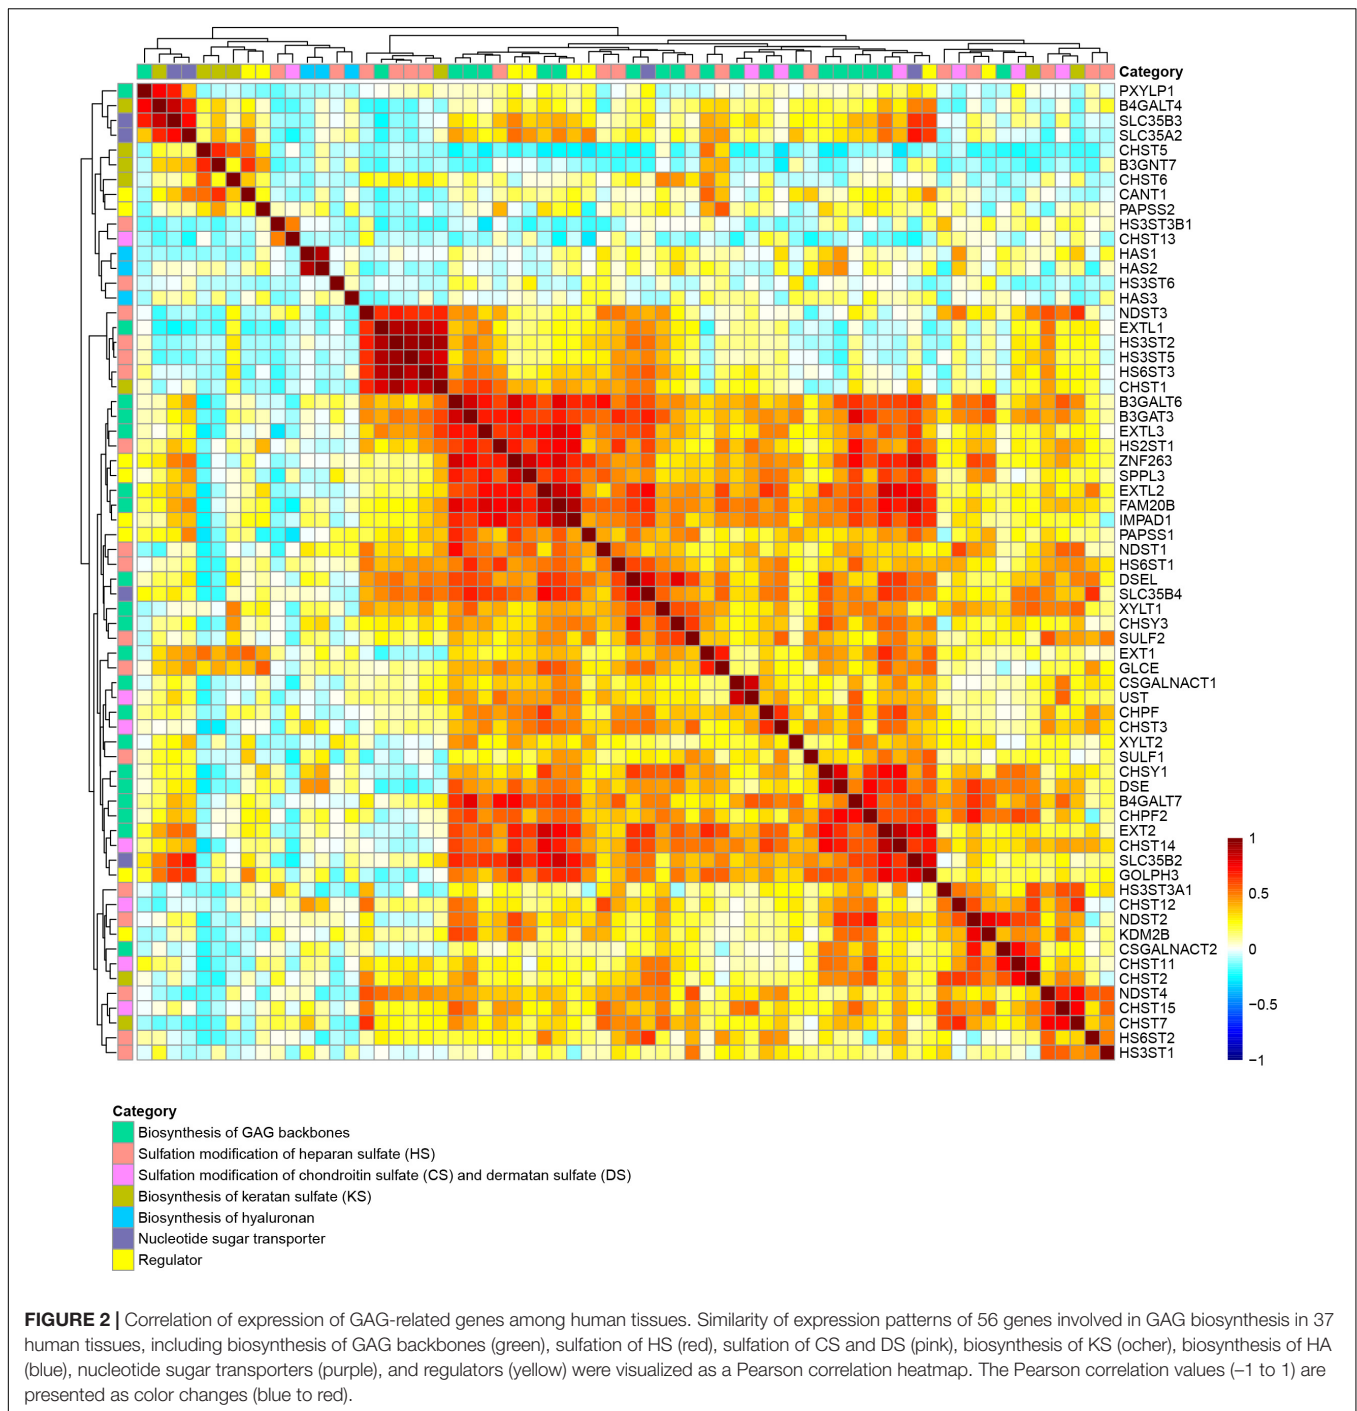 Category
PXYLP1
B4GALT4
SLC35B3
SLC35A2
CHST5
B3GNT7
CHST6
CANT1
PAPSS2
HS3ST3B1
CHST13
HAS1
HAS2
HS3ST6
HAS3
NDST3
EXTL1
HS3ST2
HS3ST5
HS6ST3
CHST1
B3GALT6
B3GAT3
EXTL3
HS2ST1
ZNF263
SPPL3
EXTL2
FAM20B
IMPAD1
PAPSS1
NDST1
HS6ST1
DSEL
SLC35B4
XYLT1
CHSY3
SULF2
EXT1
GLCE
CSGALNACT1
UST
CHPF
CHST3
XYLT2
SULF1
CHSY1
DSE
B4GALT7
CHPF2
EXT2
CHST14
SLC35B2
GOLPH3
HS3ST3A1
CHST12
NDST2
KDM2B
CSGALNACT2
CHST11
CHST2
NDST4
CHST15
CHST7
HS6ST2
HS3ST1
1
0.5
0
−0.5
−1
Category
Biosynthesis of GAG backbones
Sulfation modification of heparan sulfate (HS)
Sulfation modification of chondroitin sulfate (CS) and dermatan sulfate (DS)
Biosynthesis of keratan sulfate (KS)
Biosynthesis of hyaluronan
Nucleotide sugar transporter
Regulator
FIGURE 2 | Correlation of expression of GAG-related genes among human tissues. Similarity of expression patterns of 56 genes involved in GAG biosynthesis in 37
human tissues, including biosynthesis of GAG backbones (green), sulfation of HS (red), sulfation of CS and DS (pink), biosynthesis of KS (ocher), biosynthesis of HA
(blue), nucleotide sugar transporters (purple), and regulators (yellow) were visualized as a Pearson correlation heatmap. The Pearson correlation values (–1 to 1) are
presented as color changes (blue to red).